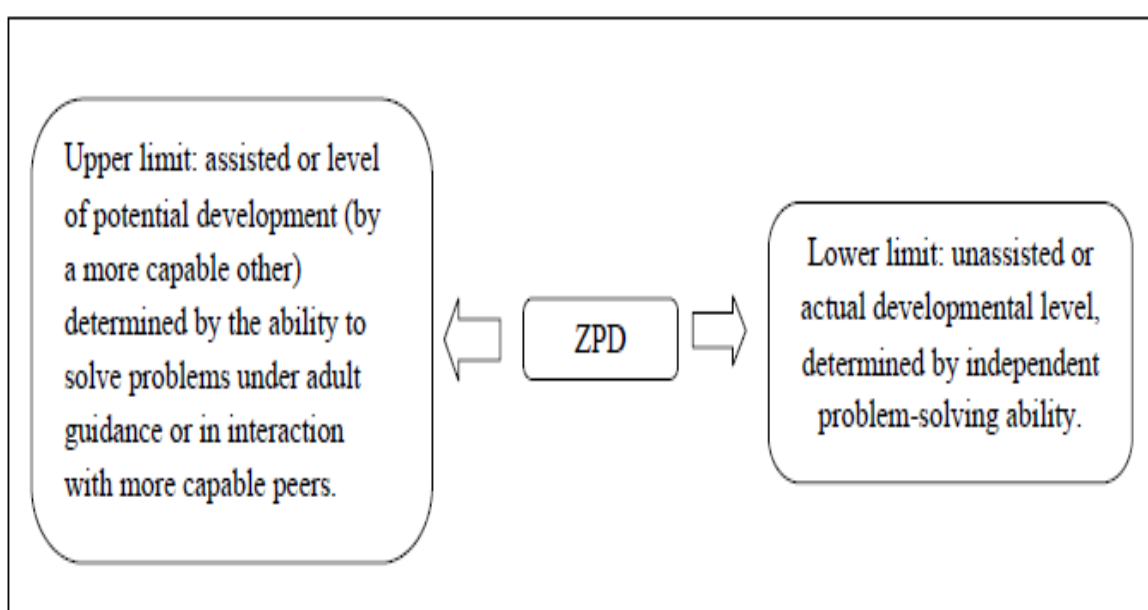 Upper limit: assisted or level
of potential development (by
a more capable other)
determined by the ability to
solve problems under adult
guidance or in interaction
with more capable peers.
ZPD
Lower limit: unassisted or
actual developmental level,
determined by independent
problem-solving ability.